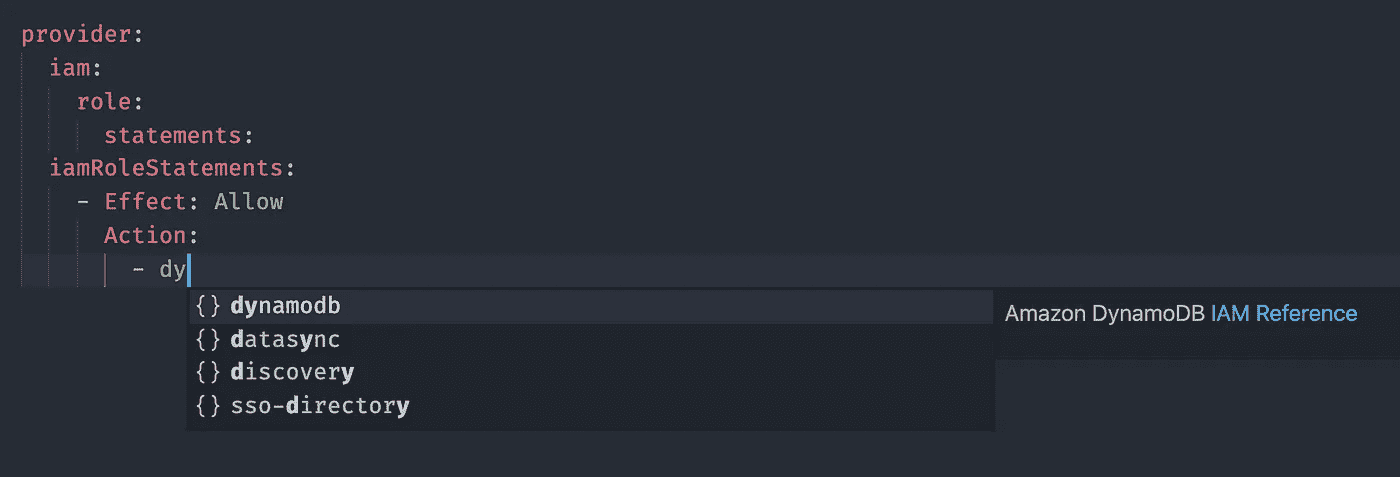 provider:
  iam:
    role:
      statements:
  iamRoleStatements:
    - Effect: Allow
      Action:
        - dy
{} dynamodb
Amazon DynamoDB IAM Reference
{} datasync
{} discovery
{} sso-directory